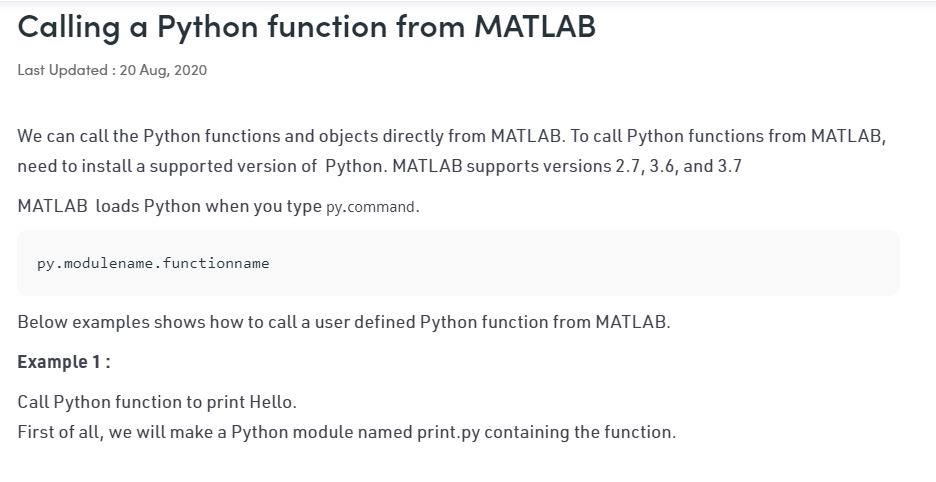 Calling a Python function from MATLAB
Last Updated : 20 Aug, 2020
We can call the Python functions and objects directly from MATLAB. To call Python functions from MATLAB,
need to install a supported version of  Python. MATLAB supports versions 2.7, 3.6, and 3.7
MATLAB  loads Python when you type py.command.
py.modulename.functionname
Below examples shows how to call a user defined Python function from MATLAB.
Example 1 :
Call Python function to print Hello.
First of all, we will make a Python module named print.py containing the function.